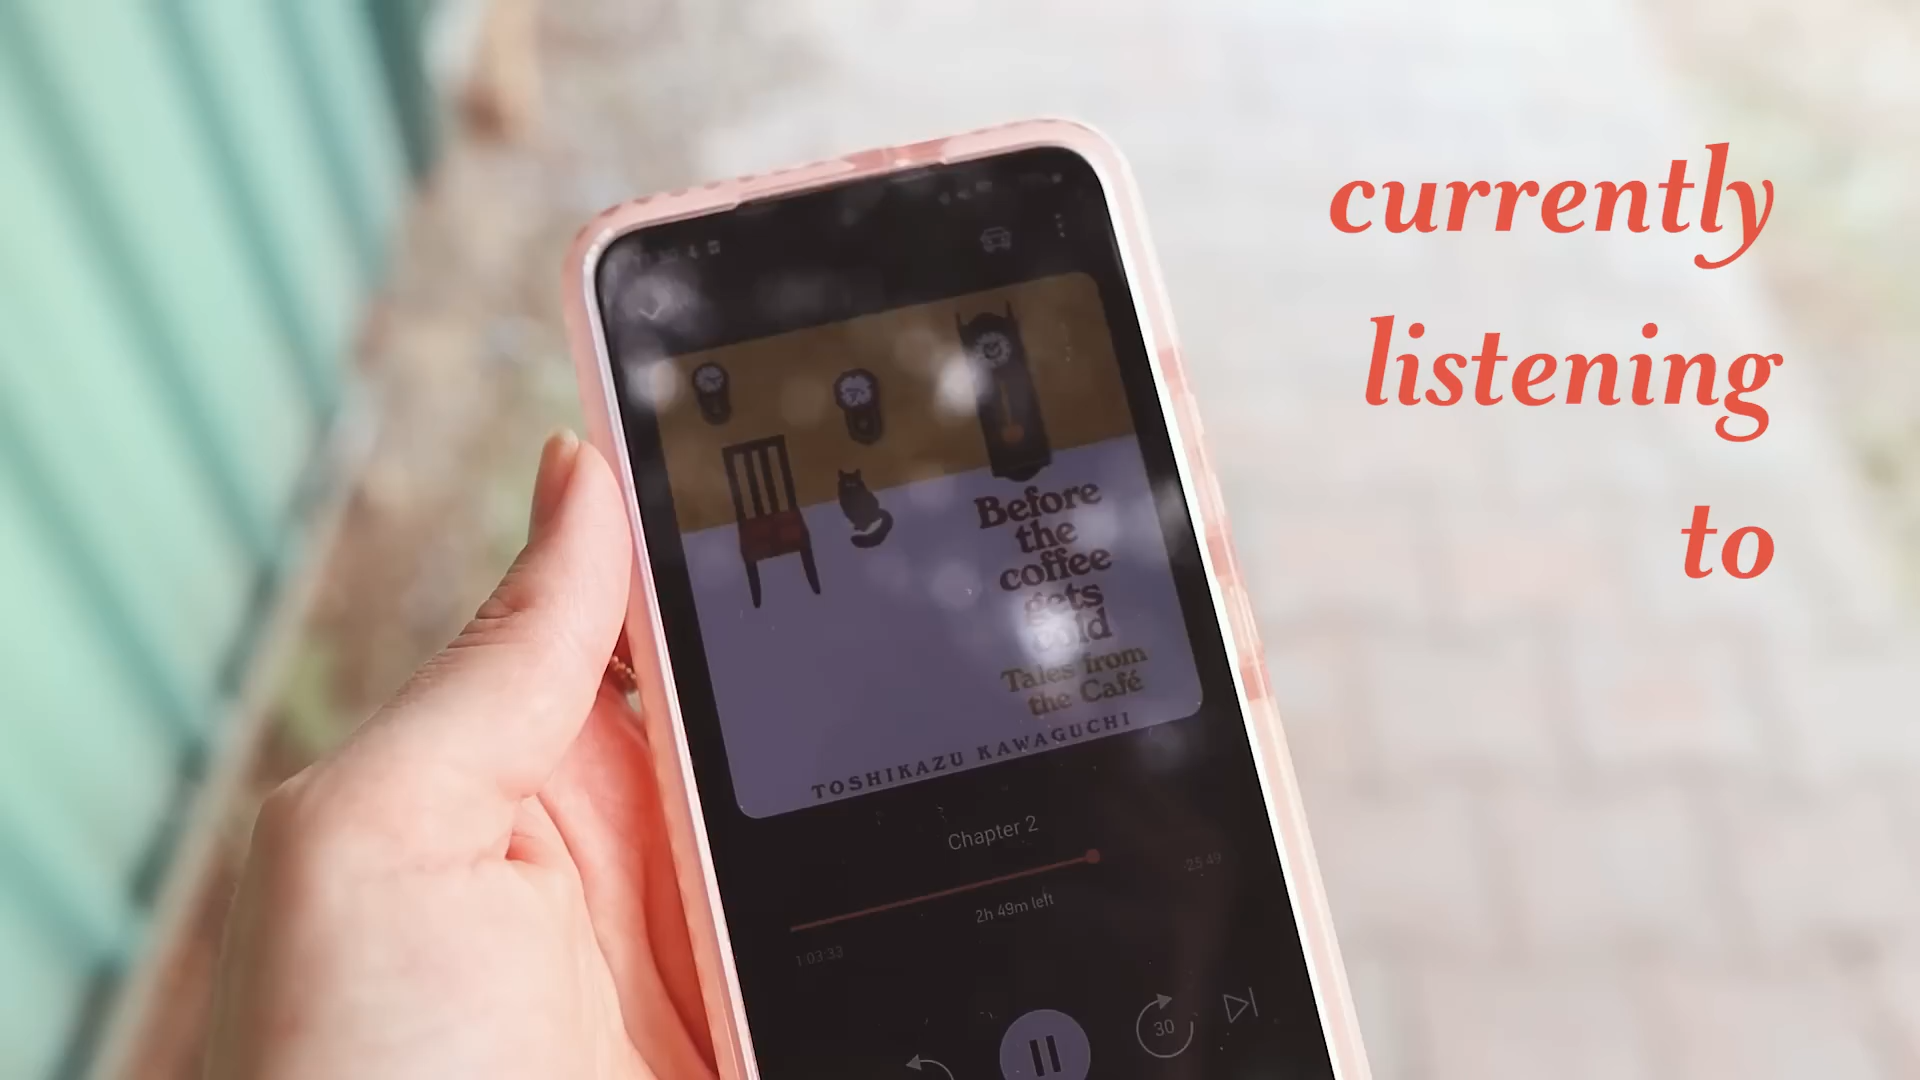 currently
listening
to
Before
the
coffee
gets
cold
Tales from
the Café
TOSHIKAZU KAWAGUCHI
Chapter 2
25:49
2h 49m left
1:03:33
30